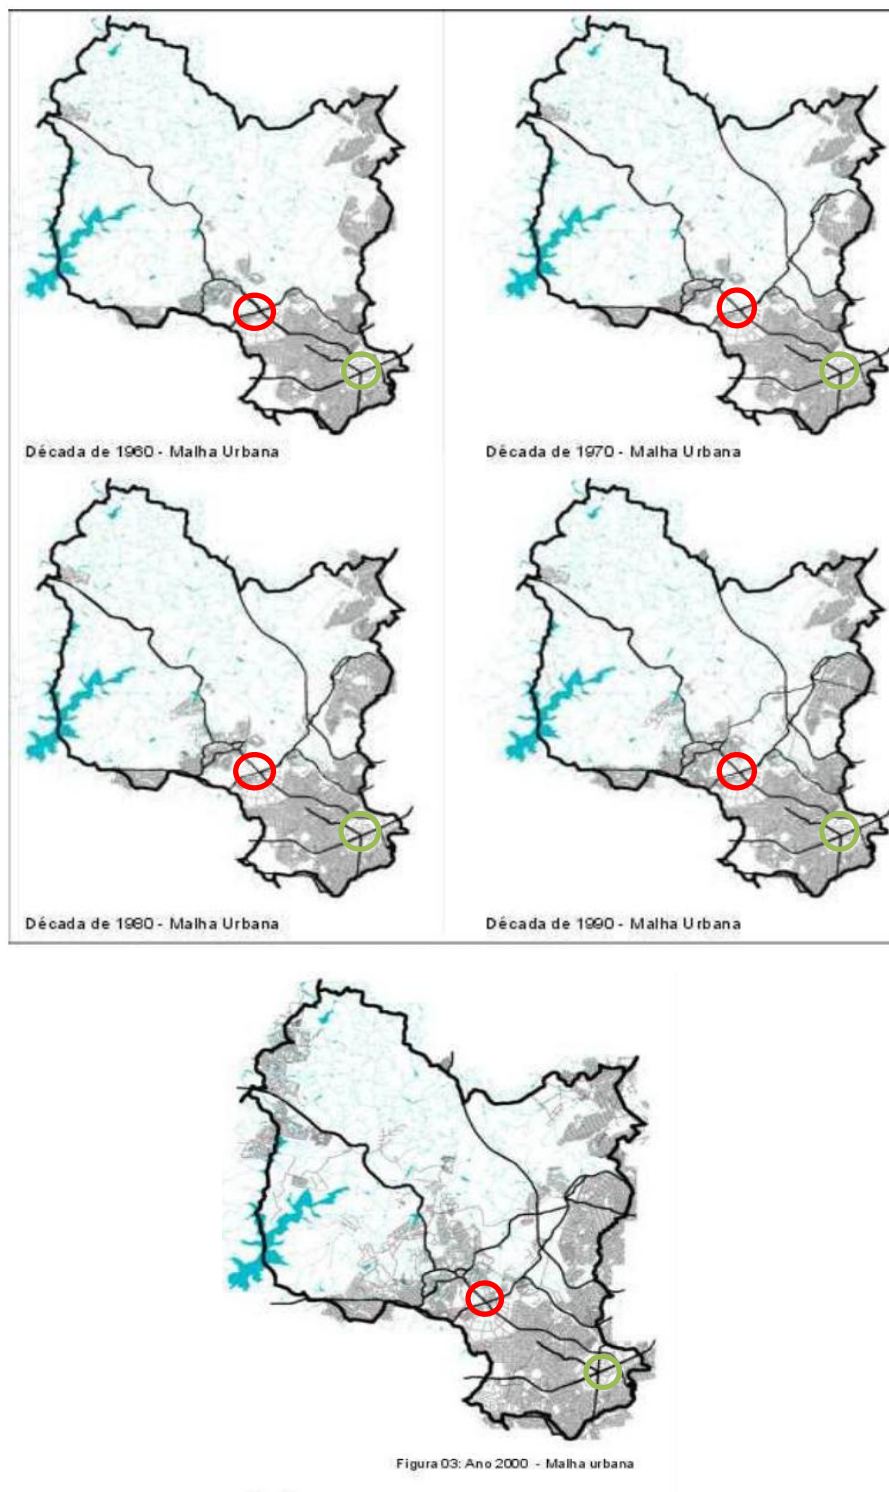 Década de 1960 - Malha Urbana
Década de 1970 - Malha Urbana
Década de 1980 - Malha Urbana
Década de 1990 - Malha Urbana
Figura 03: Ano 2000 - Malha urbana